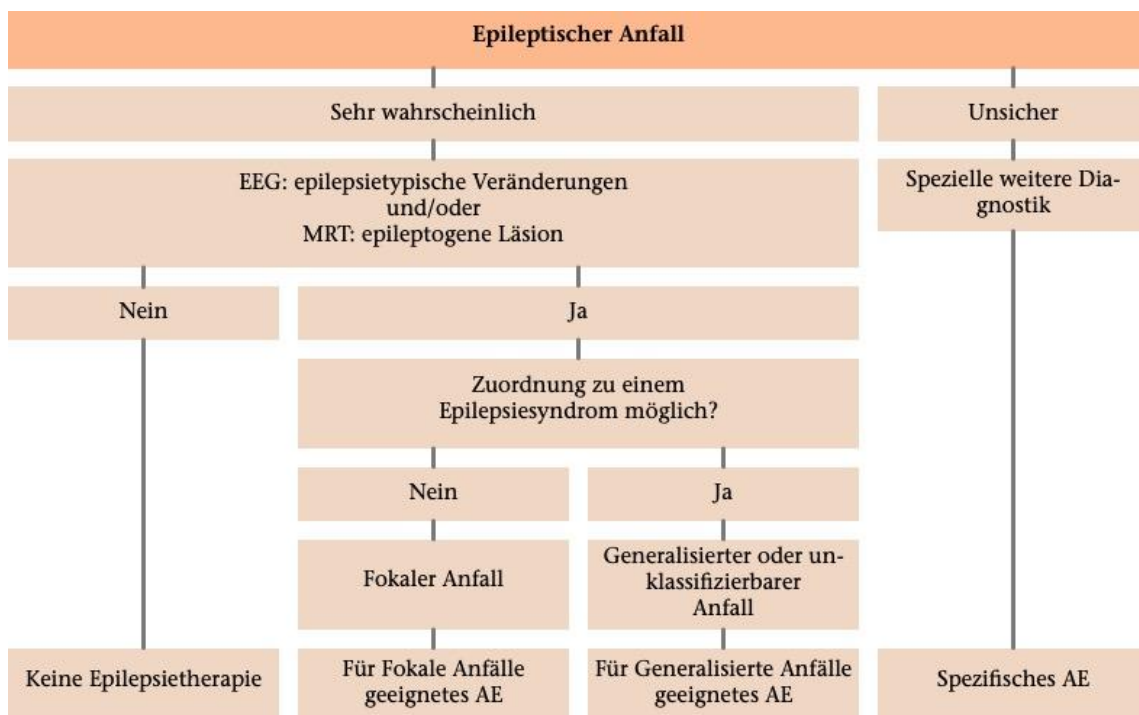 Epileptischer Anfall
Sehr wahrscheinlich
Unsicher
EEG: epilepsietypische Veränderungen
und/oder
MRT: epileptogene Läsion
Spezielle weitere Dia-
gnostik
Nein
Ja
Zuordnung zu einem
Epilepsiesyndrom möglich?
Nein
Ja
Fokaler Anfall
Generalisierter oder un-
klassifizierbarer
Anfall
Keine Epilepsietherapie
Für Fokale Anfälle
geeignetes AE
Für Generalisierte Anfälle
geeignetes AE
Spezifisches AE